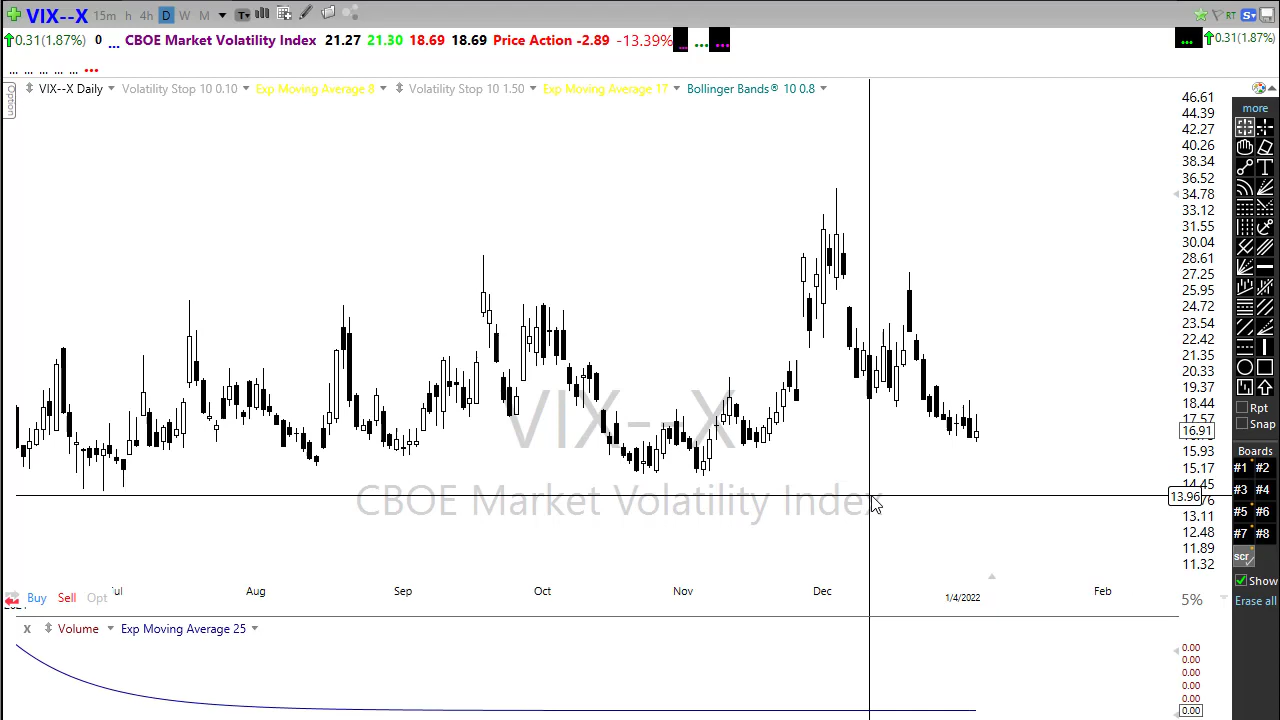 VIX--X 15m h 4h D W M T RT S
0.31(1.87%) 0 ... CBOE Market Volatility Index 21.27 21.30 18.69 18.69 Price Action -2.89 -13.39% ... ... ... ... 0.31(1.87%)
... ... ... ... ... ...
Option VIX--X Daily Volatility Stop 10 0.10 Exp Moving Average 8 Volatility Stop 10 1.50 Exp Moving Average 17 Bollinger Bands® 10 0.8
more
46.61
44.39
42.27
40.26
38.34
36.52
34.78
33.12
31.55
30.04
28.61
27.25
25.95
24.72
23.54
22.42
21.35
20.33
19.37
18.44
17.57
16.91
15.93
15.17
14.45
13.96
13.11
12.48
11.89
11.32
VIX--X
CBOE Market Volatility Index
Rpt
Snap
Boards
#1 #2
#3 #4
#5 #6
#7 #8
scr
Show
Erase all
Aug Sep Oct Nov Dec 1/4/2022 Feb
Buy Sell Opt 5%
X Volume Exp Moving Average 25
0.00
0.00
0.00
0.00
0.00
0.00